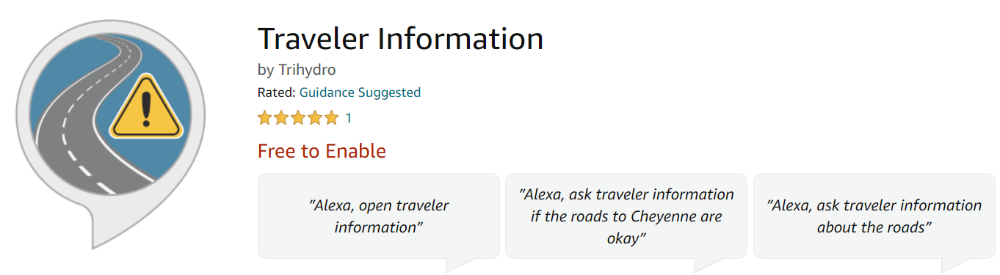 Traveler Information
by Trihydro
Rated: Guidance Suggested
1
Free to Enable
"Alexa, open traveler
information"
"Alexa, ask traveler information
if the roads to Cheyenne are
okay"
"Alexa, ask traveler information
about the roads"